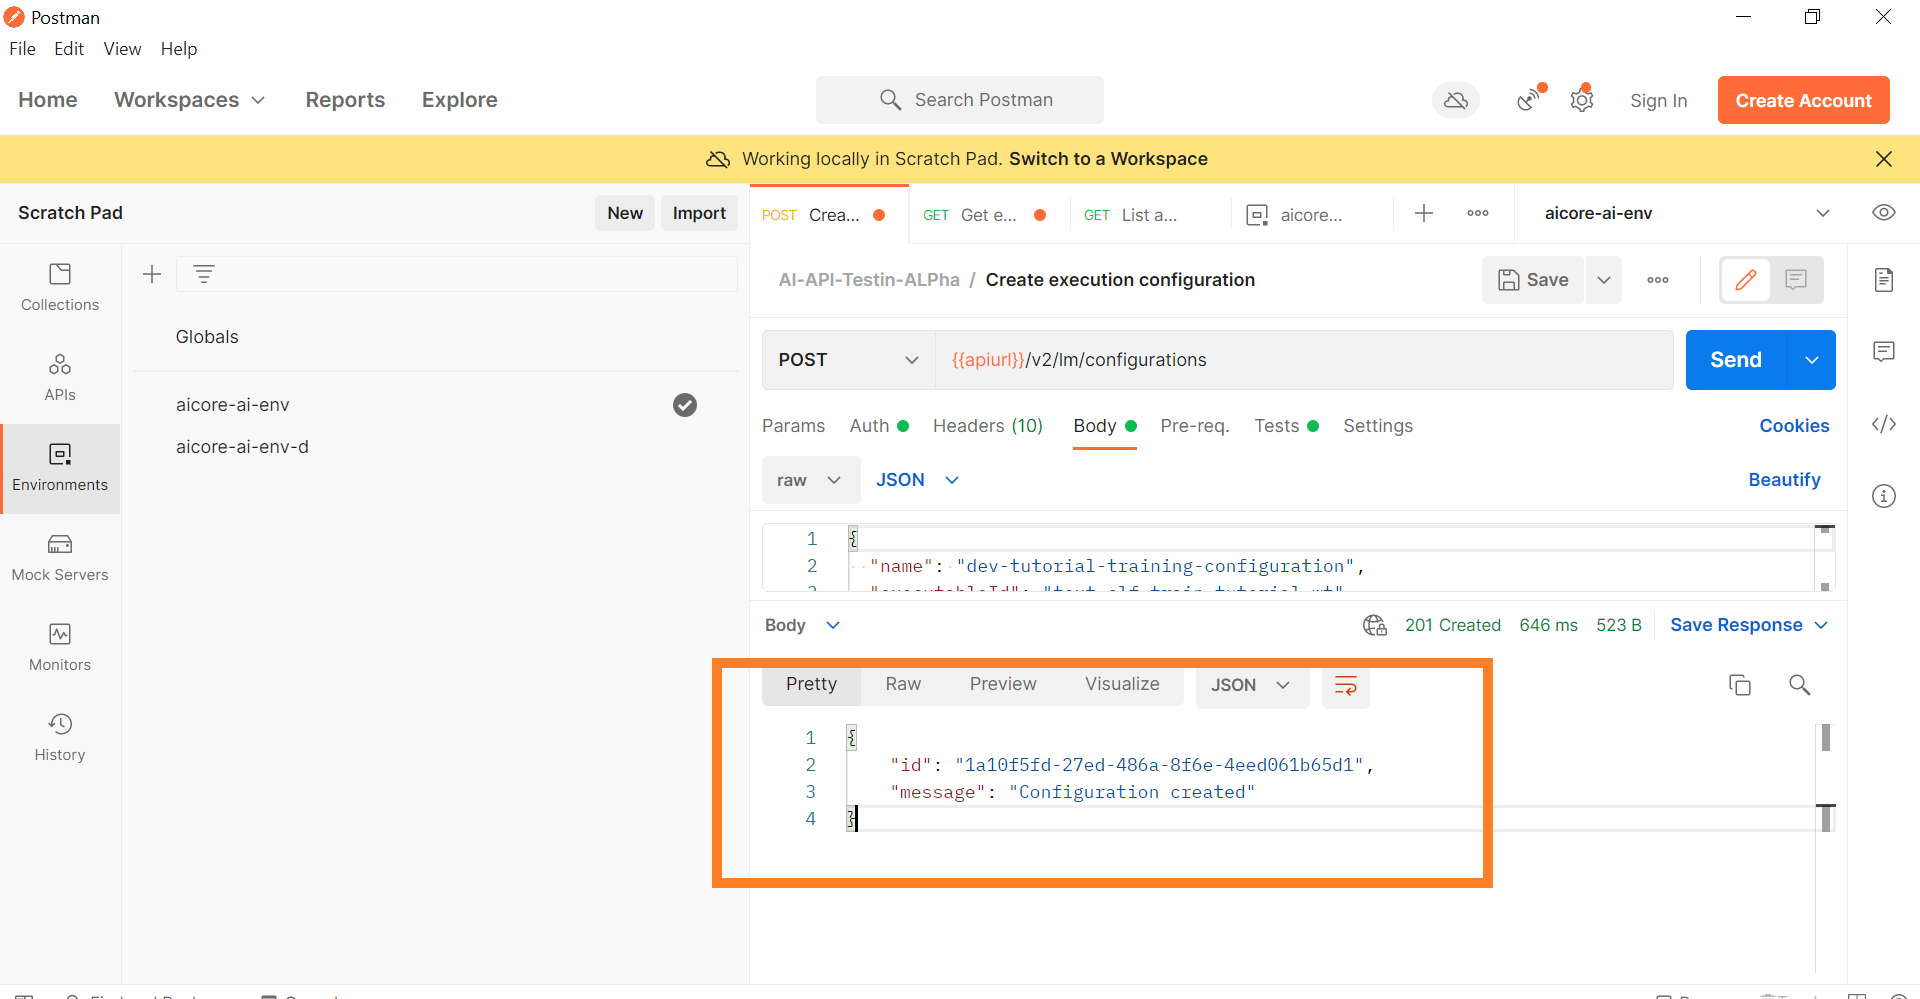 Postman
File Edit View Help
Home Workspaces Reports Explore Search Postman Sign In Create Account
Working locally in Scratch Pad. Switch to a Workspace
Scratch Pad New Import
POST Crea... GET Get e... GET List a... aicore... aicore-ai-env
Collections
APIs
Environments
Mock Servers
Monitors
History
Globals
aicore-ai-env
aicore-ai-env-d
AI-API-Testin-ALPha / Create execution configuration Save
POST {{apiurl}}/v2/lm/configurations Send
Params Auth Headers (10) Body Pre-req. Tests Settings Cookies
raw JSON Beautify
1 {
2 "name": "dev-tutorial-training-configuration",
Body 201 Created 646 ms 523 B Save Response
Pretty Raw Preview Visualize JSON
1 {
2 "id": "1a10f5fd-27ed-486a-8f6e-4eed061b65d1",
3 "message": "Configuration created"
4 }